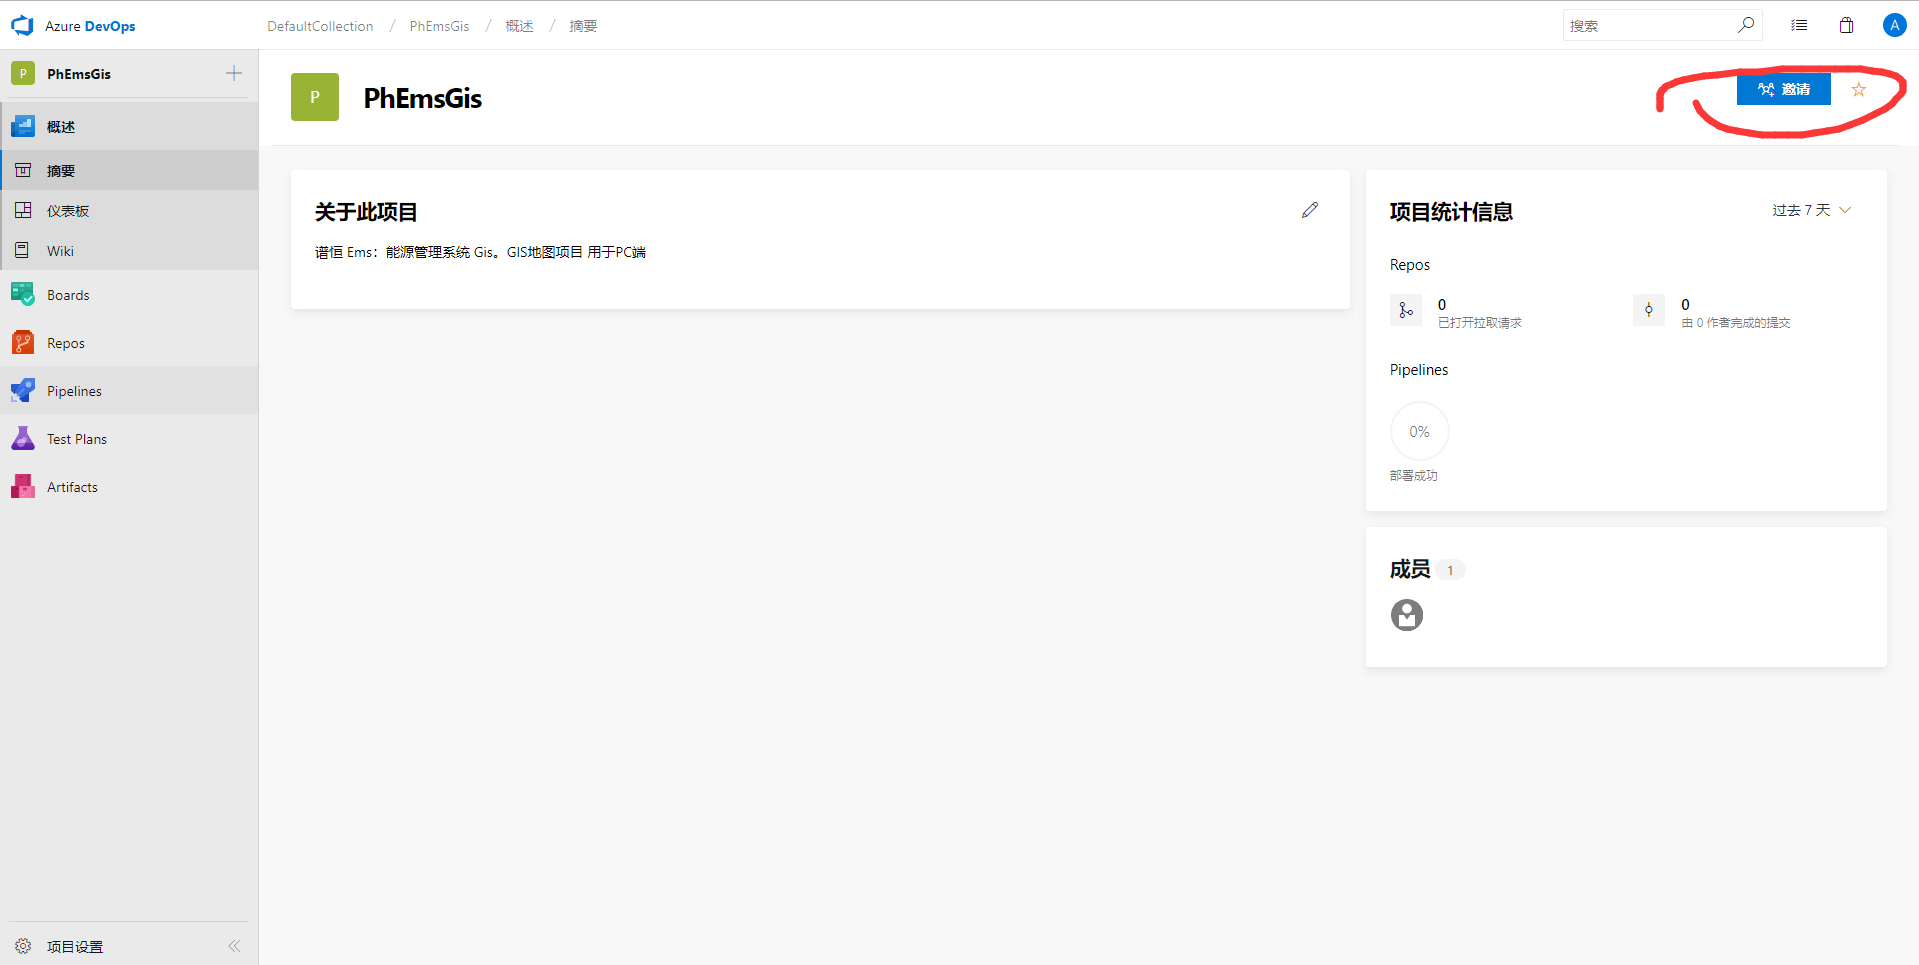 Azure DevOps
DefaultCollection / PhEmsGis / 概述 / 摘要
搜索
A
P PhEmsGis
概述
摘要
仪表板
Wiki
Boards
Repos
Pipelines
Test Plans
Artifacts
项目设置
P
PhEmsGis
邀请
关于此项目
谱恒 Ems：能源管理系统 Gis。GIS地图项目 用于PC端
项目统计信息
过去 7 天
Repos
0
已打开拉取请求
0
由 0 作者完成的提交
Pipelines
0%
部署成功
成员 1